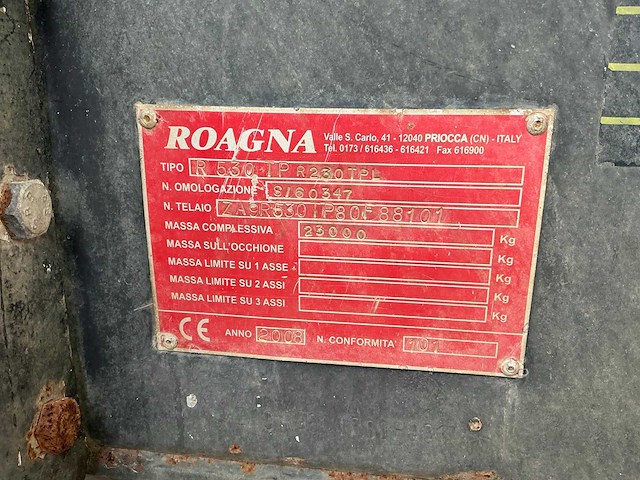 ROAGNA
Valle S. Carlo, 41 - 12040 PRIOCCA (CN) - ITALY
Tel. 0173 / 616436 - 616421 Fax 616900
TIPO R 530 TP R230TPL
N. OMOLOGAZIONE S/60347
N. TELAIO ZA9R530TP80F88101
MASSA COMPLESSIVA 23000 Kg
MASSA SULL'OCCHIONE Kg
MASSA LIMITE SU 1 ASSE Kg
MASSA LIMITE SU 2 ASSI Kg
MASSA LIMITE SU 3 ASSI Kg
CE ANNO 2008 N. CONFORMITA' 101